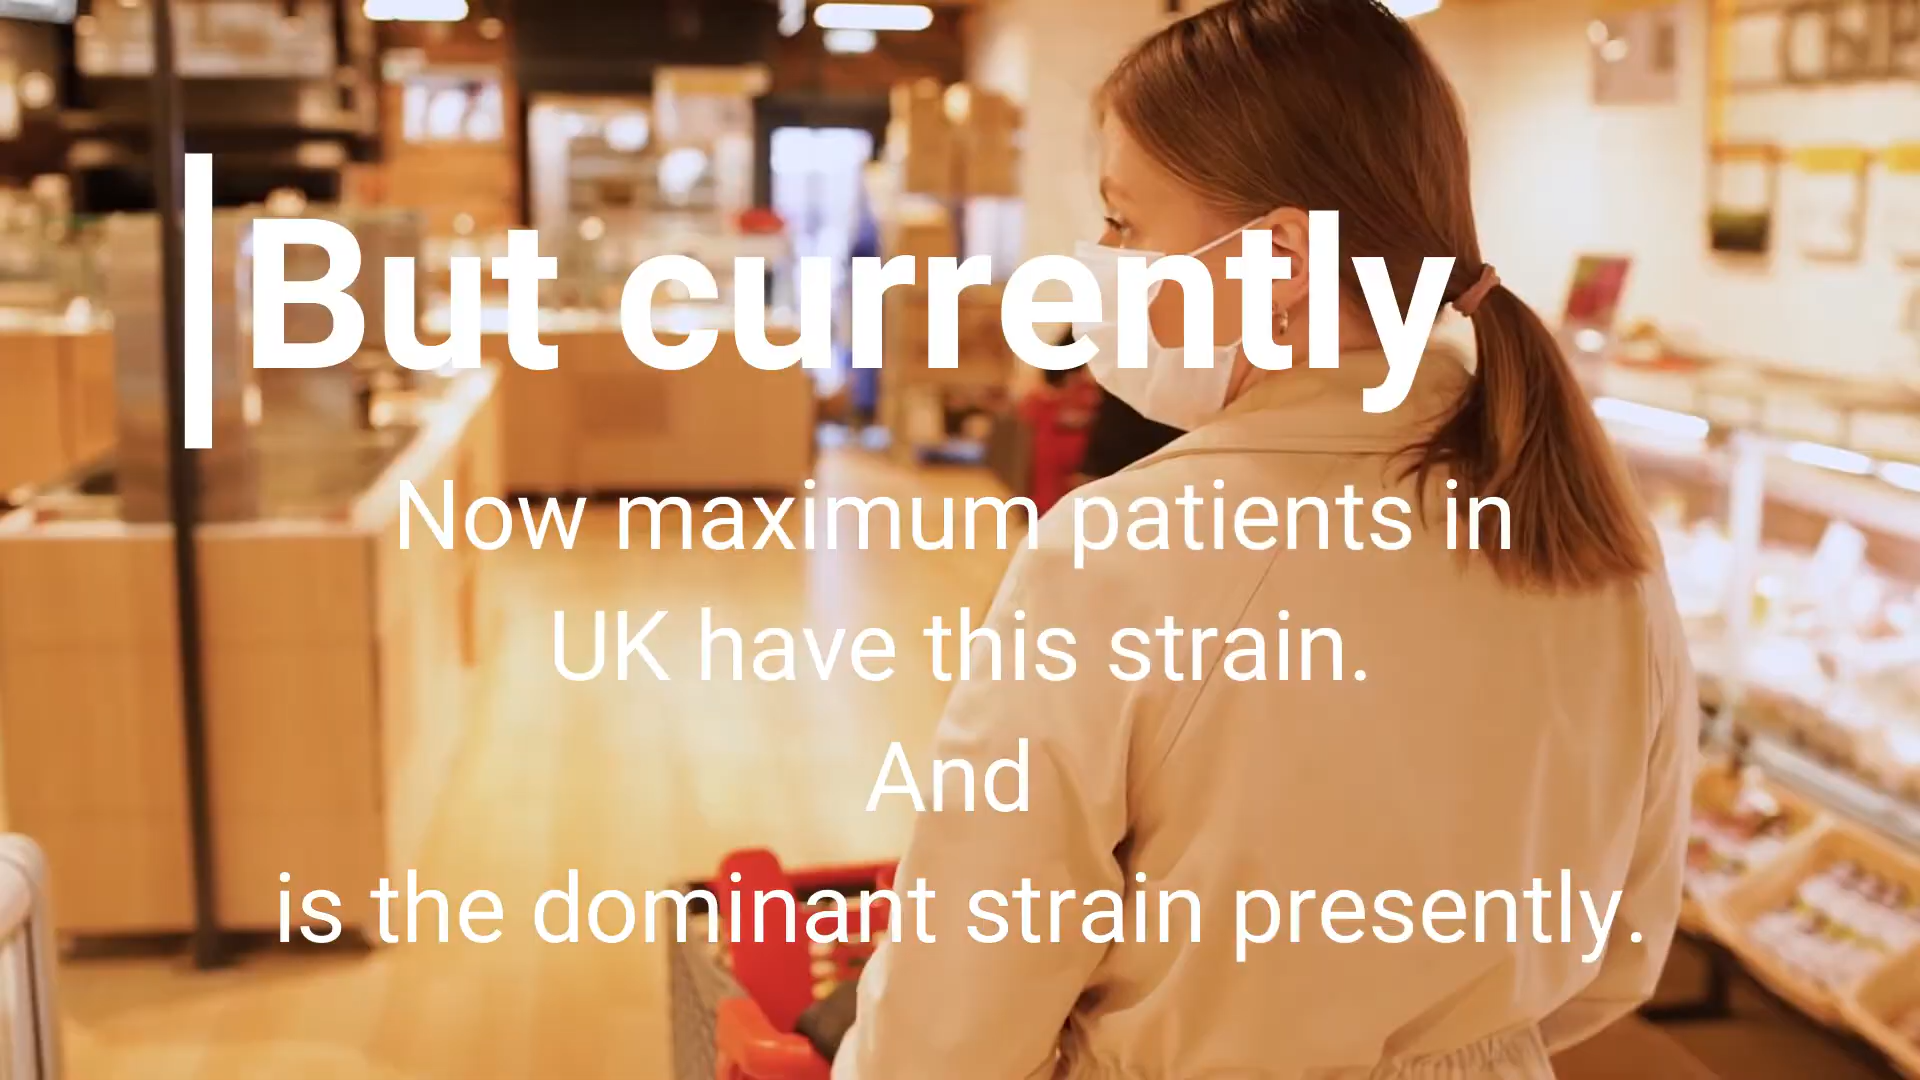 But currently
Now maximum patients in
UK have this strain.
And
is the dominant strain presently.